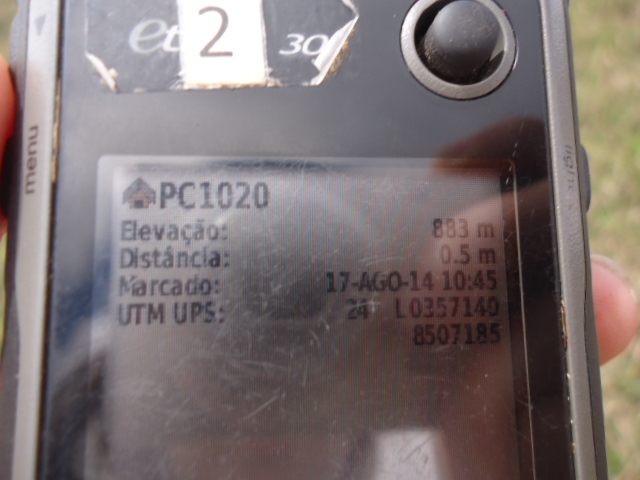 2
30
menu
PC1020
Elevação: 883 m
Distância: 0.5 m
Marcado: 17-AGO-14 10:45
UTM UPS: 24 L 0357140
8507185